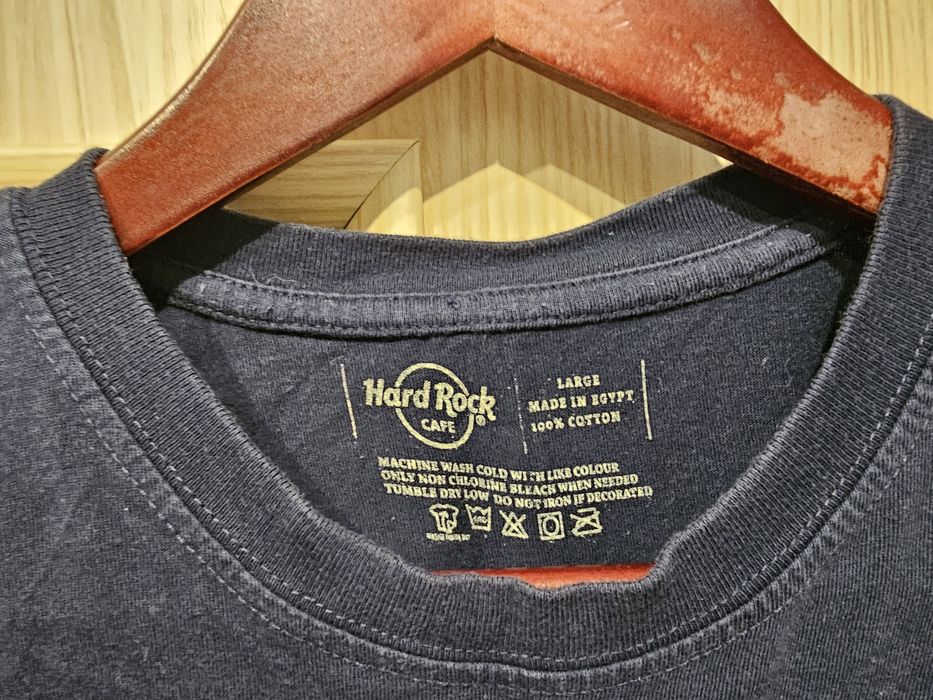 Hard Rock
CAFE
®
LARGE
MADE IN EGYPT
100% COTTON
MACHINE WASH COLD WITH LIKE COLOUR
ONLY NON CHLORINE BLEACH WHEN NEEDED
TUMBLE DRY LOW DO NOT IRON IF DECORATED